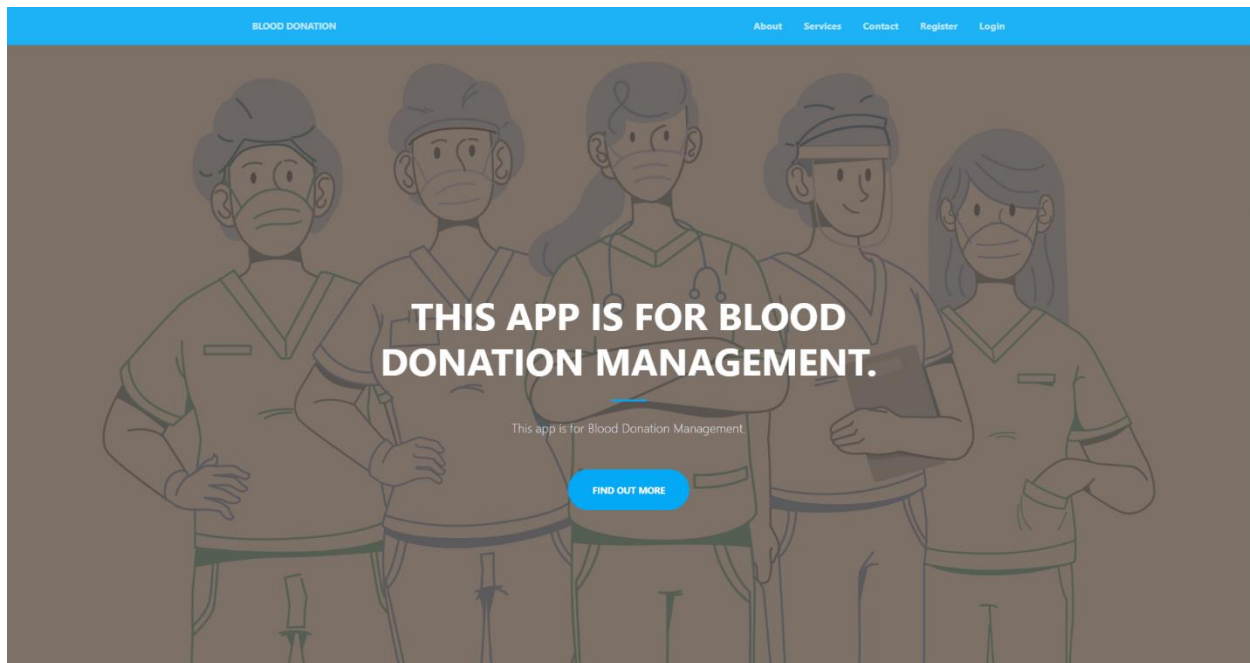 BLOOD DONATION
About Services Contact Register Login
THIS APP IS FOR BLOOD
DONATION MANAGEMENT.
This app is for Blood Donation Management.
FIND OUT MORE